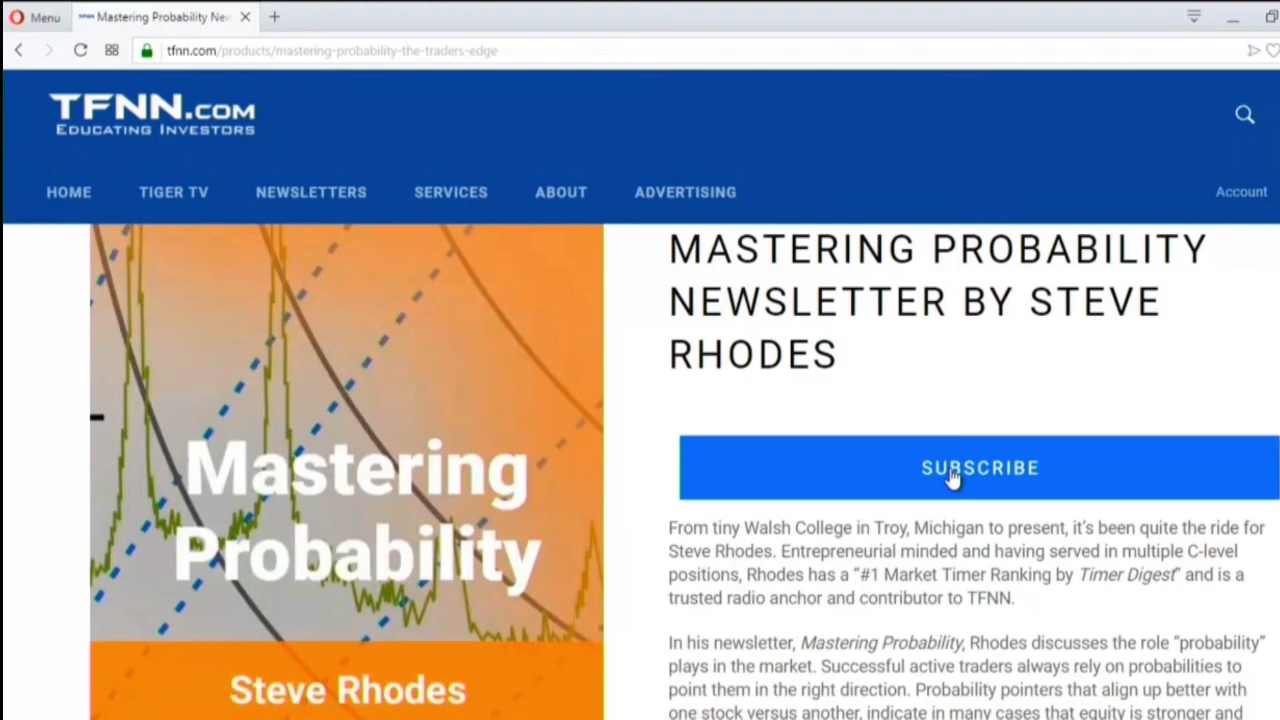 Menu
Mastering Probability Nev
tfnn.com/products/mastering-probability-the-traders-edge
TFNN.COM
EDUCATING INVESTORS
HOME
TIGER TV
NEWSLETTERS
SERVICES
ABOUT
ADVERTISING
Account
Mastering
Probability
Steve Rhodes
MASTERING PROBABILITY
NEWSLETTER BY STEVE
RHODES
SUBSCRIBE
From tiny Walsh College in Troy, Michigan to present, it's been quite the ride for
Steve Rhodes. Entrepreneurial minded and having served in multiple C-level
positions, Rhodes has a “#1 Market Timer Ranking by Timer Digest” and is a
trusted radio anchor and contributor to TFNN.
In his newsletter, Mastering Probability, Rhodes discusses the role “probability”
plays in the market. Successful active traders always rely on probabilities to
point them in the right direction. Probability pointers that align up better with
one stock versus another, indicate in many cases that equity is stronger and